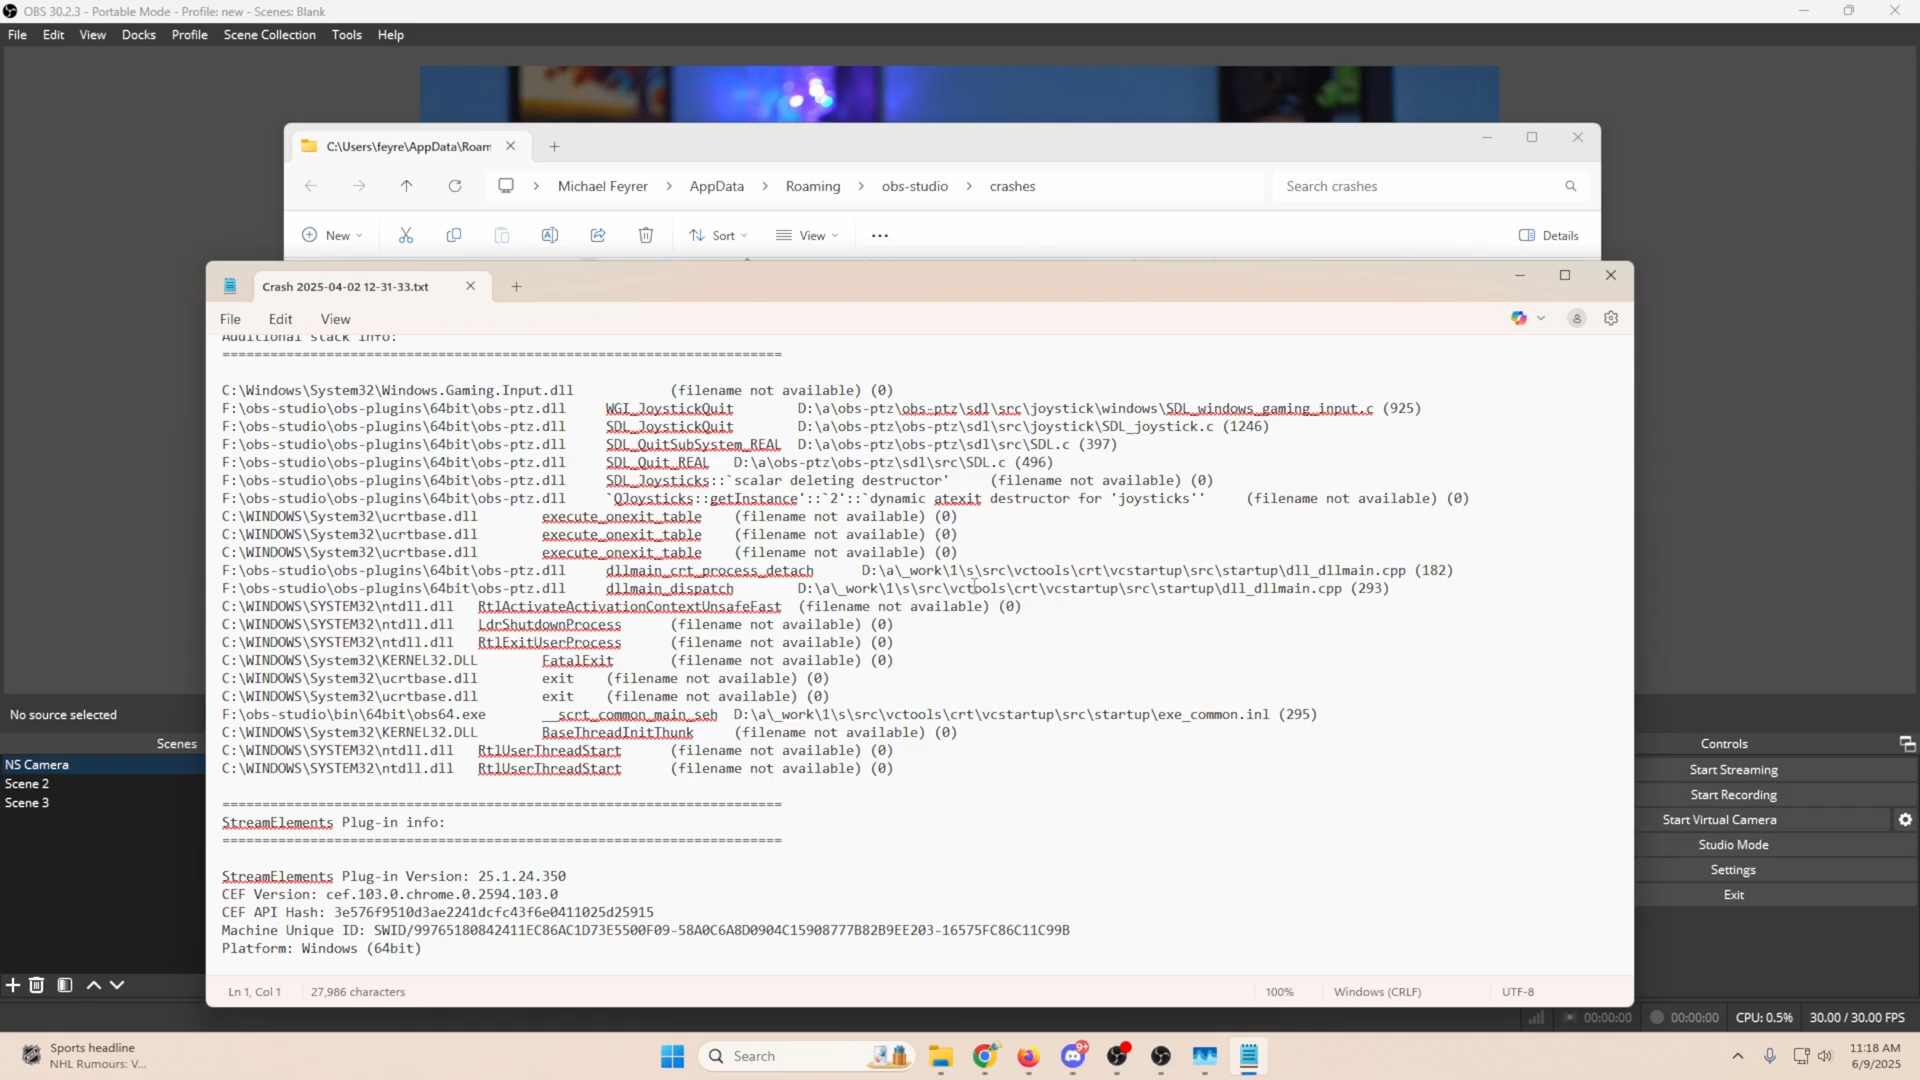 OBS 30.2.3 - Portable Mode - Profile: new - Scenes: Blank
File Edit View Docks Profile Scene Collection Tools Help
C:\Users\feyre\AppData\Roam
Michael Feyrer > AppData > Roaming > obs-studio > crashes
Search crashes
New Sort View Details
Crash 2025-04-02 12-31-33.txt
File Edit View
Additional stack info:
======================================================================
C:\Windows\System32\Windows.Gaming.Input.dll (filename not available) (0)
F:\obs-studio\obs-plugins\64bit\obs-ptz.dll WGI_JoystickQuit D:\a\obs-ptz\obs-ptz\sdl\src\joystick\windows\SDL_windows_gaming_input.c (925)
F:\obs-studio\obs-plugins\64bit\obs-ptz.dll SDL_JoystickQuit D:\a\obs-ptz\obs-ptz\sdl\src\joystick\SDL_joystick.c (1246)
F:\obs-studio\obs-plugins\64bit\obs-ptz.dll SDL_QuitSubSystem_REAL D:\a\obs-ptz\obs-ptz\sdl\src\SDL.c (397)
F:\obs-studio\obs-plugins\64bit\obs-ptz.dll SDL_Quit_REAL D:\a\obs-ptz\obs-ptz\sdl\src\SDL.c (496)
F:\obs-studio\obs-plugins\64bit\obs-ptz.dll SDL_Joysticks::`scalar deleting destructor' (filename not available) (0)
F:\obs-studio\obs-plugins\64bit\obs-ptz.dll `QJoysticks::getInstance'::`2'::`dynamic atexit destructor for 'joysticks'' (filename not available) (0)
C:\WINDOWS\System32\ucrtbase.dll execute_onexit_table (filename not available) (0)
C:\WINDOWS\System32\ucrtbase.dll execute_onexit_table (filename not available) (0)
C:\WINDOWS\System32\ucrtbase.dll execute_onexit_table (filename not available) (0)
F:\obs-studio\obs-plugins\64bit\obs-ptz.dll dllmain_crt_process_detach D:\a\_work\1\s\src\vctools\crt\vcstartup\src\startup\dll_dllmain.cpp (182)
F:\obs-studio\obs-plugins\64bit\obs-ptz.dll dllmain_dispatch D:\a\_work\1\s\src\vctools\crt\vcstartup\src\startup\dll_dllmain.cpp (293)
C:\WINDOWS\SYSTEM32\ntdll.dll RtlActivateActivationContextUnsafeFast (filename not available) (0)
C:\WINDOWS\SYSTEM32\ntdll.dll LdrShutdownProcess (filename not available) (0)
C:\WINDOWS\SYSTEM32\ntdll.dll RtlExitUserProcess (filename not available) (0)
C:\WINDOWS\System32\KERNEL32.DLL FatalExit (filename not available) (0)
C:\WINDOWS\System32\ucrtbase.dll exit (filename not available) (0)
C:\WINDOWS\System32\ucrtbase.dll exit (filename not available) (0)
F:\obs-studio\bin\64bit\obs64.exe __scrt_common_main_seh D:\a\_work\1\s\src\vctools\crt\vcstartup\src\startup\exe_common.inl (295)
C:\WINDOWS\System32\KERNEL32.DLL BaseThreadInitThunk (filename not available) (0)
C:\WINDOWS\SYSTEM32\ntdll.dll RtlUserThreadStart (filename not available) (0)
C:\WINDOWS\SYSTEM32\ntdll.dll RtlUserThreadStart (filename not available) (0)
======================================================================
StreamElements Plug-in info:
======================================================================
StreamElements Plug-in Version: 25.1.24.350
CEF Version: cef.103.0.chrome.0.2594.103.0
CEF API Hash: 3e576f9510d3ae2241dcfc43f6e0411025d25915
Machine Unique ID: SWID/99765180842411EC86AC1D73E5500F09-58A0C6A8D0904C15908777B82B9EE203-16575FC86C11C99B
Platform: Windows (64bit)
Ln 1, Col 1 27,986 characters 100% Windows (CRLF) UTF-8
No source selected
Scenes
NS Camera
Scene 2
Scene 3
Controls
Start Streaming
Start Recording
Start Virtual Camera
Studio Mode
Settings
Exit
00:00:00 00:00:00 CPU: 0.5% 30.00 / 30.00 FPS
Sports headline
NHL Rumours: V...
Search
9+
11:18 AM
6/9/2025